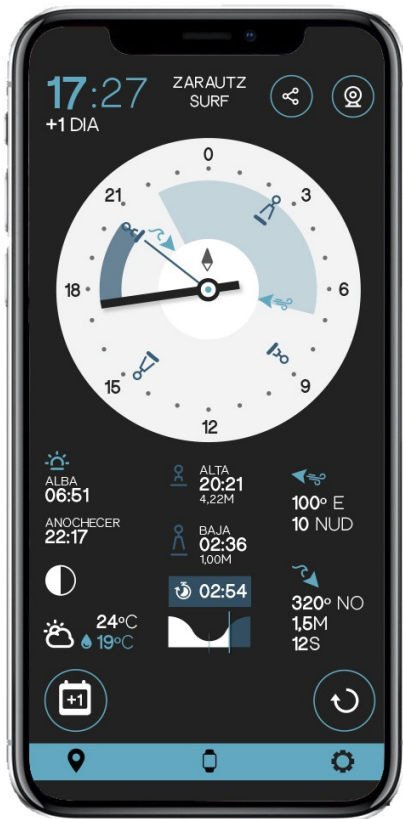 17:27
+1 DIA
ZARAUTZ
SURF
0
3
6
9
12
15
18
21
ALBA
06:51
ANOCHECER
22:17
24°C
19°C
ALTA
20:21
4,22M
BAJA
02:36
1,00M
02:54
100º E
10 NUD
320º NO
1,5M
12S
+1